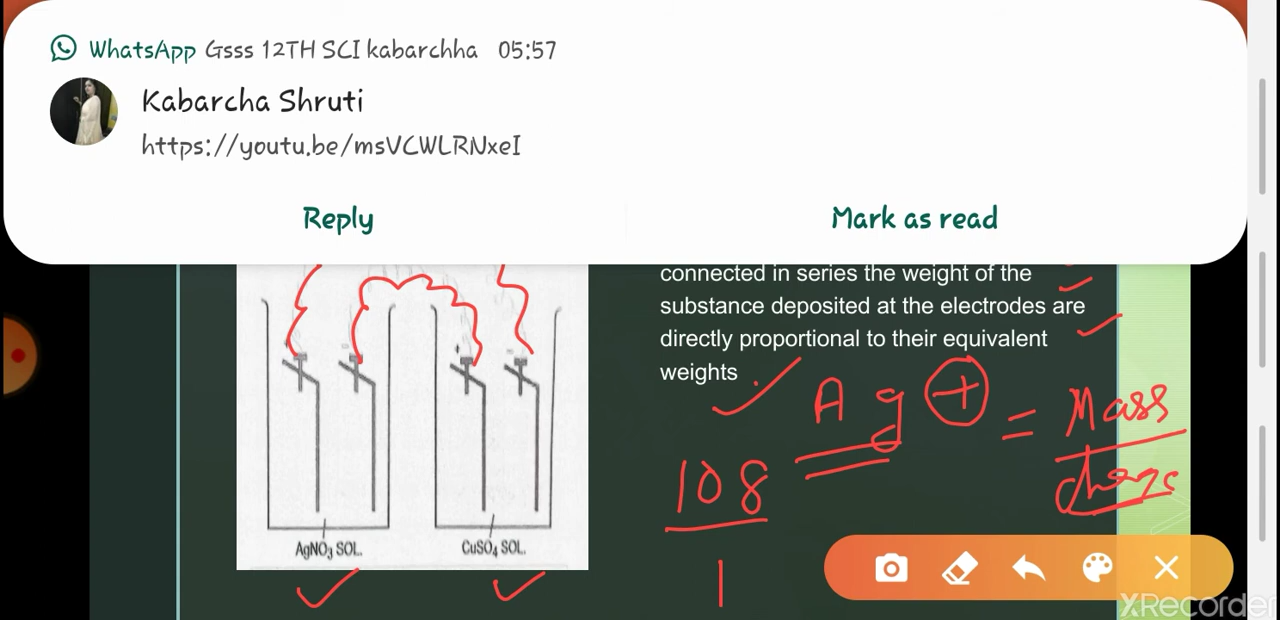 WhatsApp Gsss 12TH SCI kabarchha 05:57
Kabarcha Shruti
https://youtu.be/msVCWLRNxeI
Reply
Mark as read
connected in series the weight of the
substance deposited at the electrodes are
directly proportional to their equivalent
weights
Ag + = Mass
charge
108
1
AgNO3 SOL.
CuSO4 SOL.
XRecorder